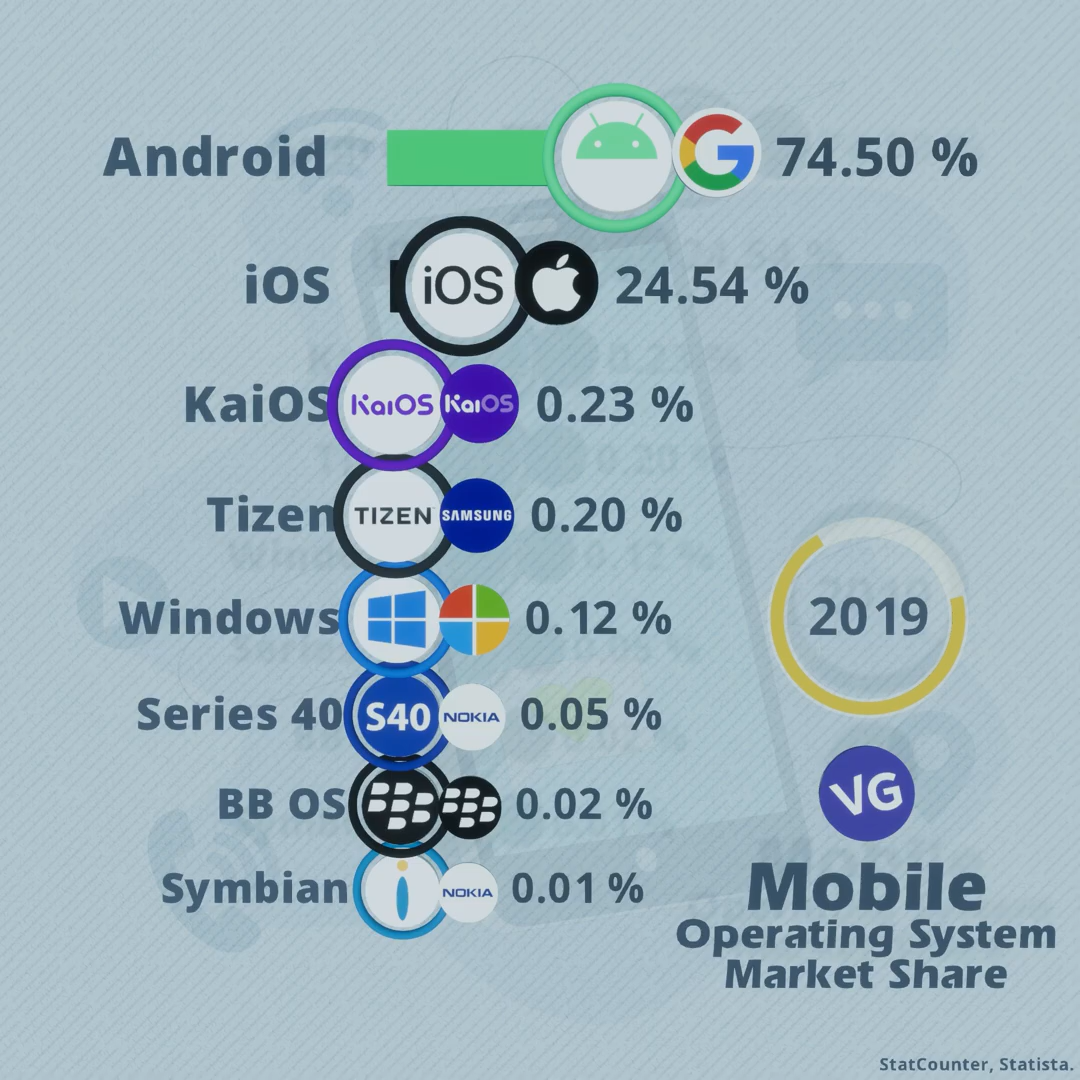 Android 74.50 %
iOS iOS 24.54 %
KaiOS KaiOS KaiOS 0.23 %
Tizen TIZEN SAMSUNG 0.20 %
Windows 0.12 %
Series 40 S40 NOKIA 0.05 %
BB OS 0.02 %
Symbian NOKIA 0.01 %
2019
VG
Mobile
Operating System
Market Share
StatCounter, Statista.